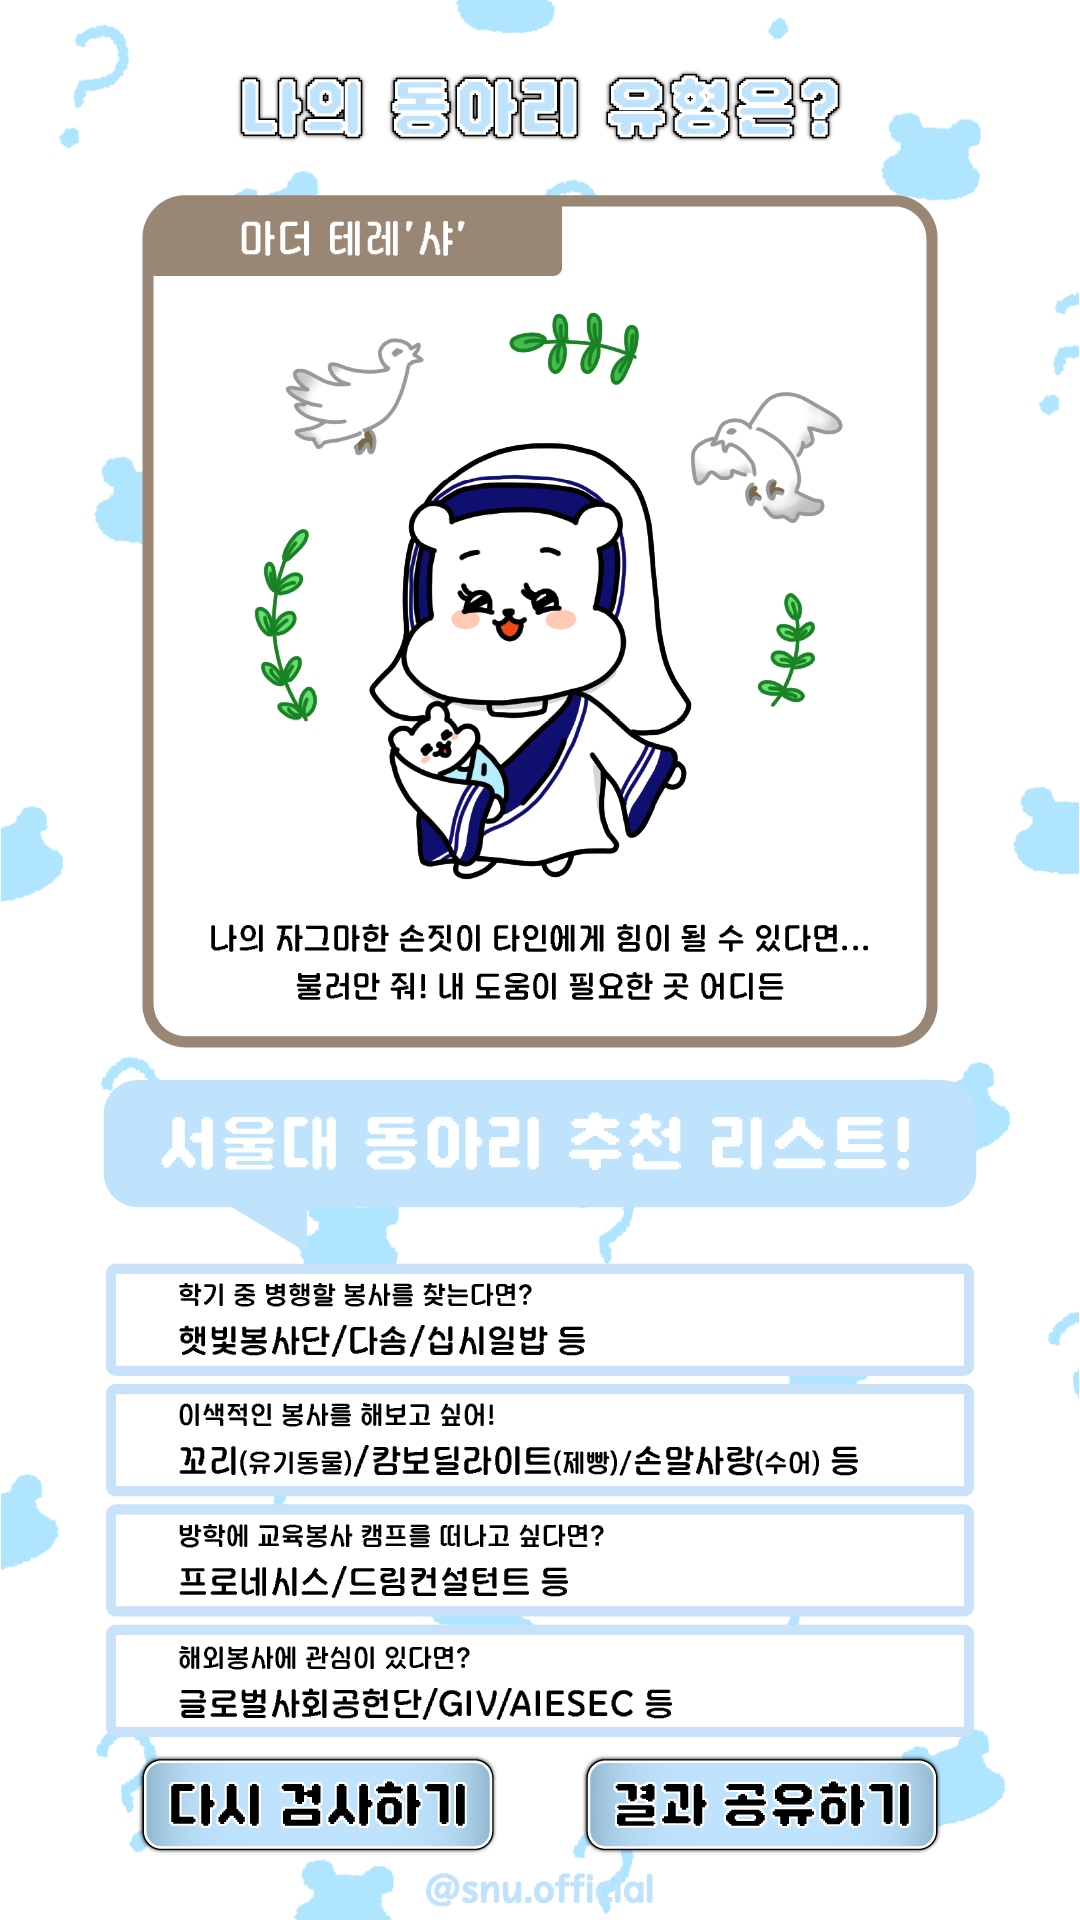 나의 동아리 유형은?
마더 테레'샤'
나의 자그마한 손짓이 타인에게 힘이 될 수 있다면...
불러만 줘! 내 도움이 필요한 곳 어디든
서울대 동아리 추천 리스트!
학기 중 병행할 봉사를 찾는다면?
햇빛봉사단/다솜/십시일밥 등
이색적인 봉사를 해보고 싶어!
꼬리(유기동물)/캄보딜라이트(제빵)/손말사랑(수어) 등
방학에 교육봉사 캠프를 떠나고 싶다면?
프로네시스/드림컨설턴트 등
해외봉사에 관심이 있다면?
글로벌사회공헌단/GIV/AIESEC 등
다시 검사하기
결과 공유하기
@snu.official